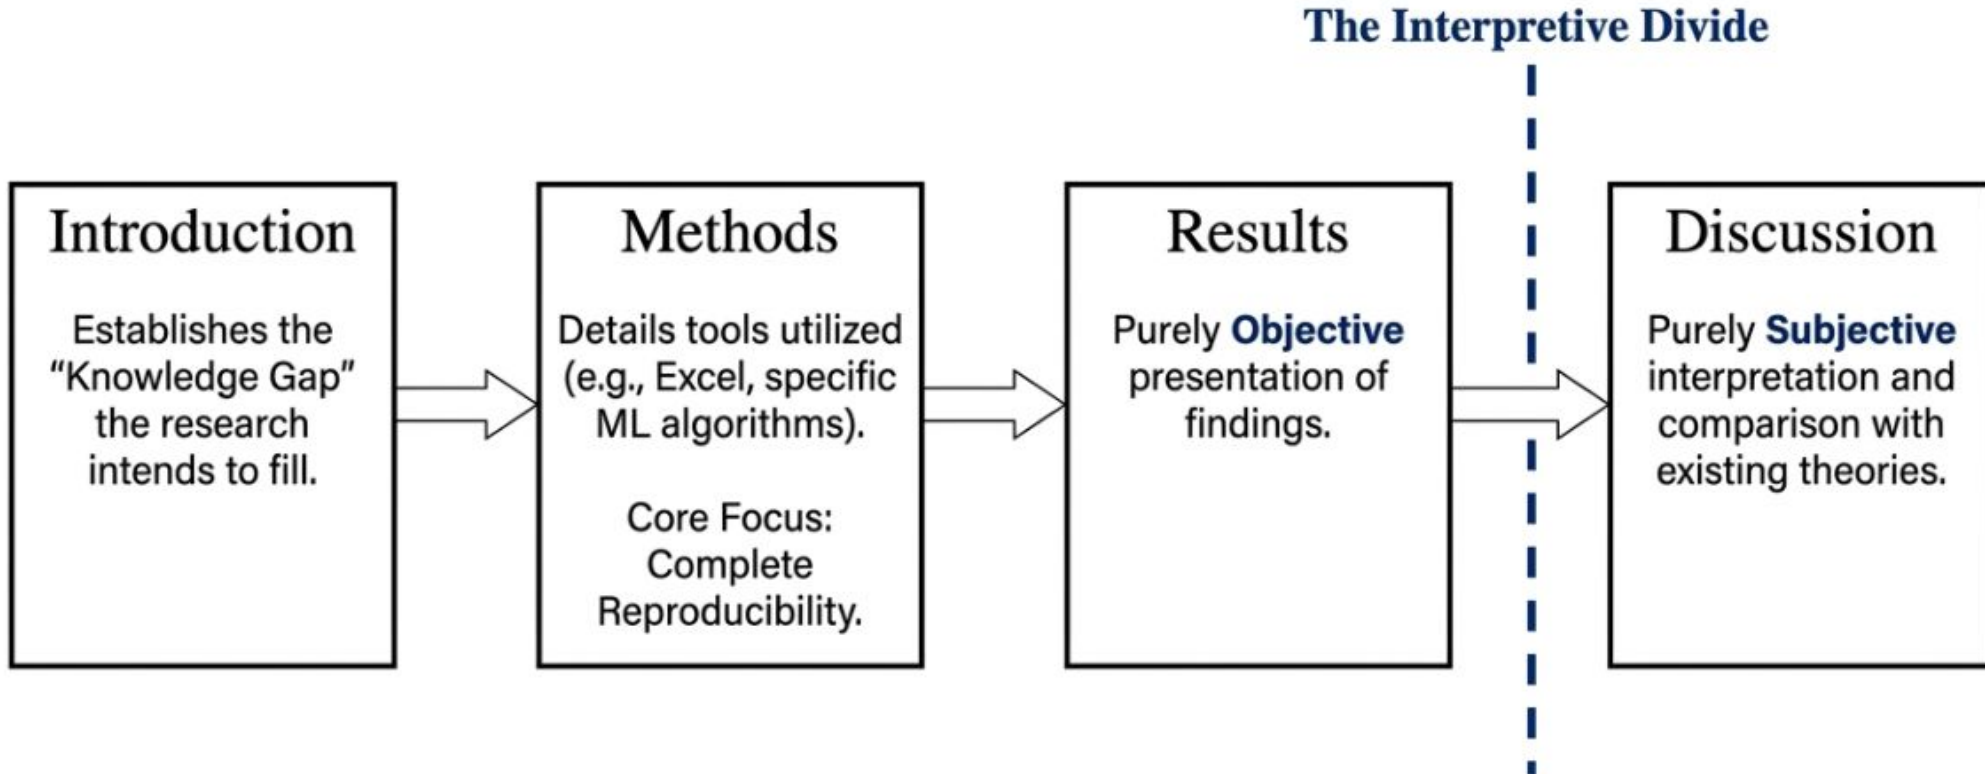 The Interpretive Divide
Introduction
Establishes the
“Knowledge Gap”
the research
intends to fill.
Methods
Details tools utilized
(e.g., Excel, specific
ML algorithms).
Core Focus:
Complete
Reproducibility.
Results
Purely Objective
presentation of
findings.
Discussion
Purely Subjective
interpretation and
comparison with
existing theories.